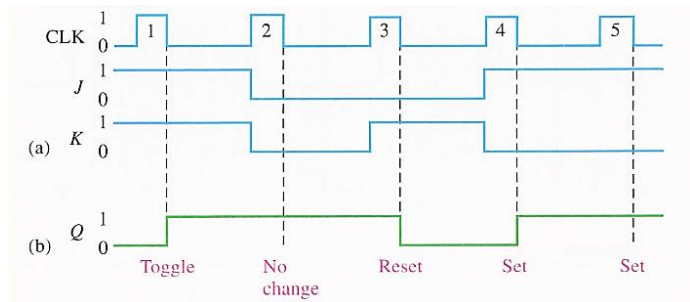 CLK 1 0 1 2 3 4 5
J 1 0
(a) K 1 0
(b) Q 1 0
Toggle No change Reset Set Set